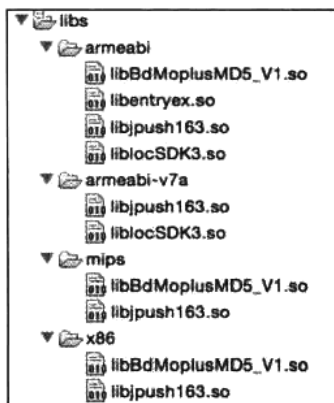 libs
armeabi
libBdMoplusMD5_V1.so
libentryex.so
libjpush163.so
liblocSDK3.so
armeabi-v7a
libjpush163.so
liblocSDK3.so
mips
libBdMoplusMD5_V1.so
libjpush163.so
x86
libBdMoplusMD5_V1.so
libjpush163.so